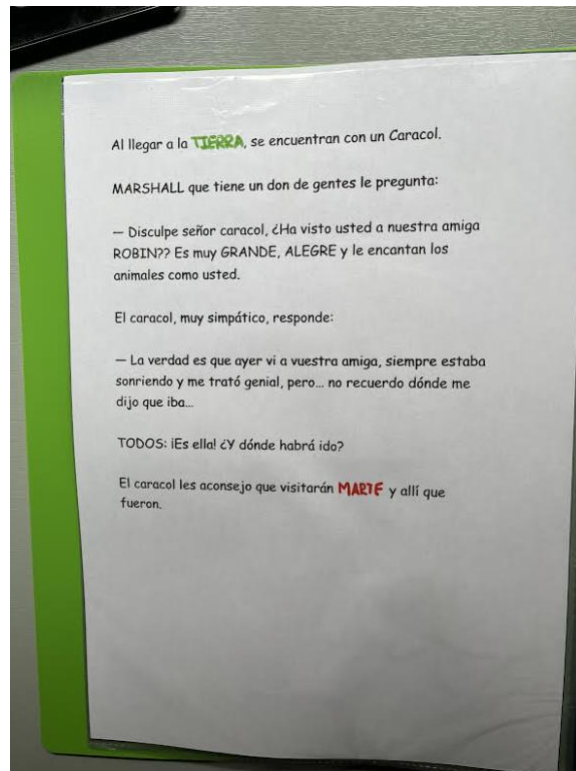 Al llegar a la TIERRA, se encuentran con un Caracol.
MARSHALL que tiene un don de gentes le pregunta:
— Disculpe señor caracol, ¿Ha visto usted a nuestra amiga
ROBIN?? Es muy GRANDE, ALEGRE y le encantan los
animales como usted.
El caracol, muy simpático, responde:
— La verdad es que ayer vi a vuestra amiga, siempre estaba
sonriendo y me trató genial, pero... no recuerdo dónde me
dijo que iba...
TODOS: ¡Es ella! ¿Y dónde habrá ido?
El caracol les aconsejo que visitarán MARTE y allí que
fueron.